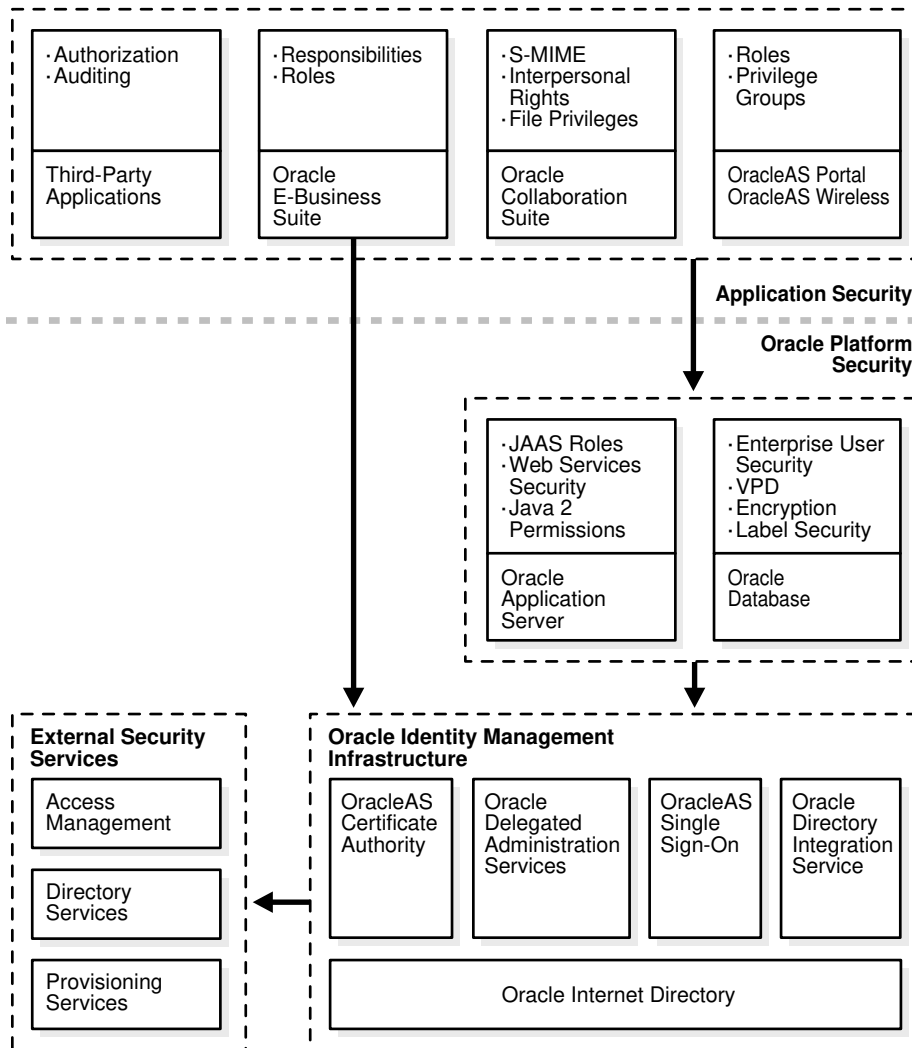 ·Authorization
·Auditing
Third-Party
Applications
·Responsibilities
·Roles
Oracle
E-Business
Suite
·S-MIME
·Interpersonal
Rights
·File Privileges
Oracle
Collaboration
Suite
·Roles
·Privilege
Groups
OracleAS Portal
OracleAS Wireless
Application Security
Oracle Platform
Security
·JAAS Roles
·Web Services
Security
·Java 2
Permissions
Oracle
Application
Server
·Enterprise User
Security
·VPD
·Encryption
·Label Security
Oracle
Database
External Security
Services
Access
Management
Directory
Services
Provisioning
Services
Oracle Identity Management
Infrastructure
OracleAS
Certificate
Authority
Oracle
Delegated
Administration
Services
OracleAS
Single
Sign-On
Oracle
Directory
Integration
Service
Oracle Internet Directory